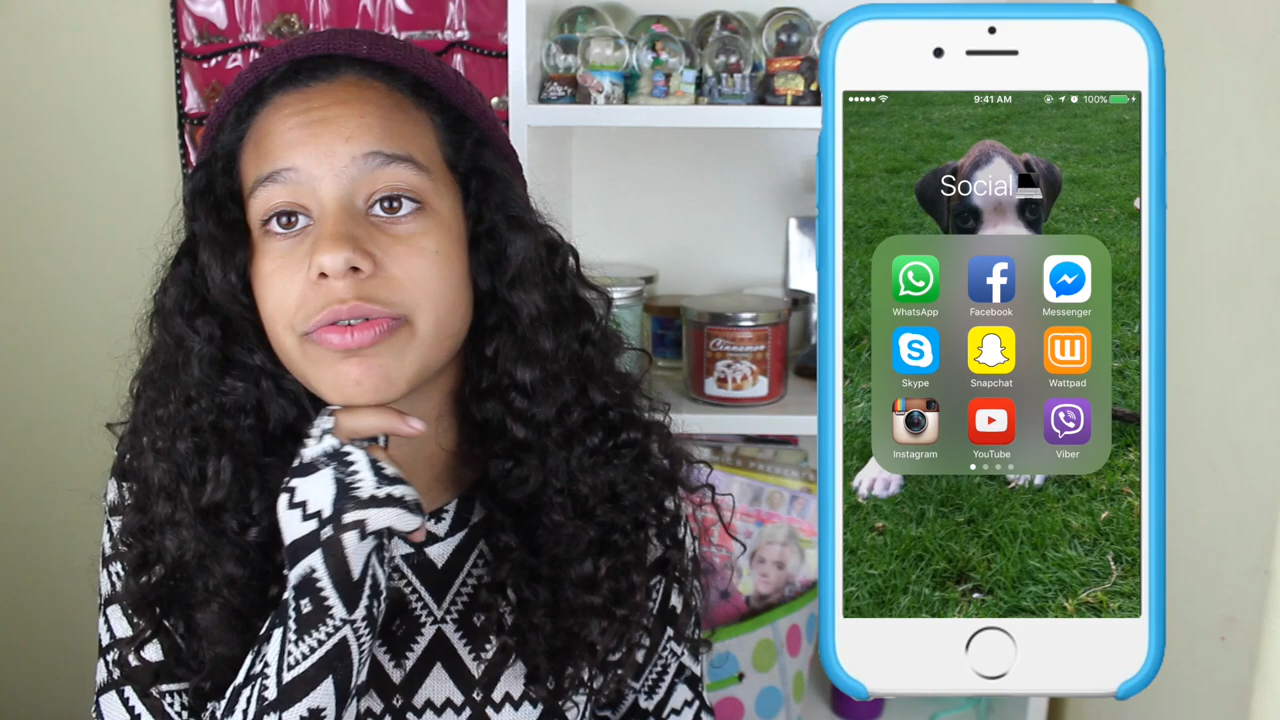 9:41 AM
100%
Social
WhatsApp
Facebook
Messenger
Skype
Snapchat
Wattpad
Instagram
YouTube
Viber
Cinnamon